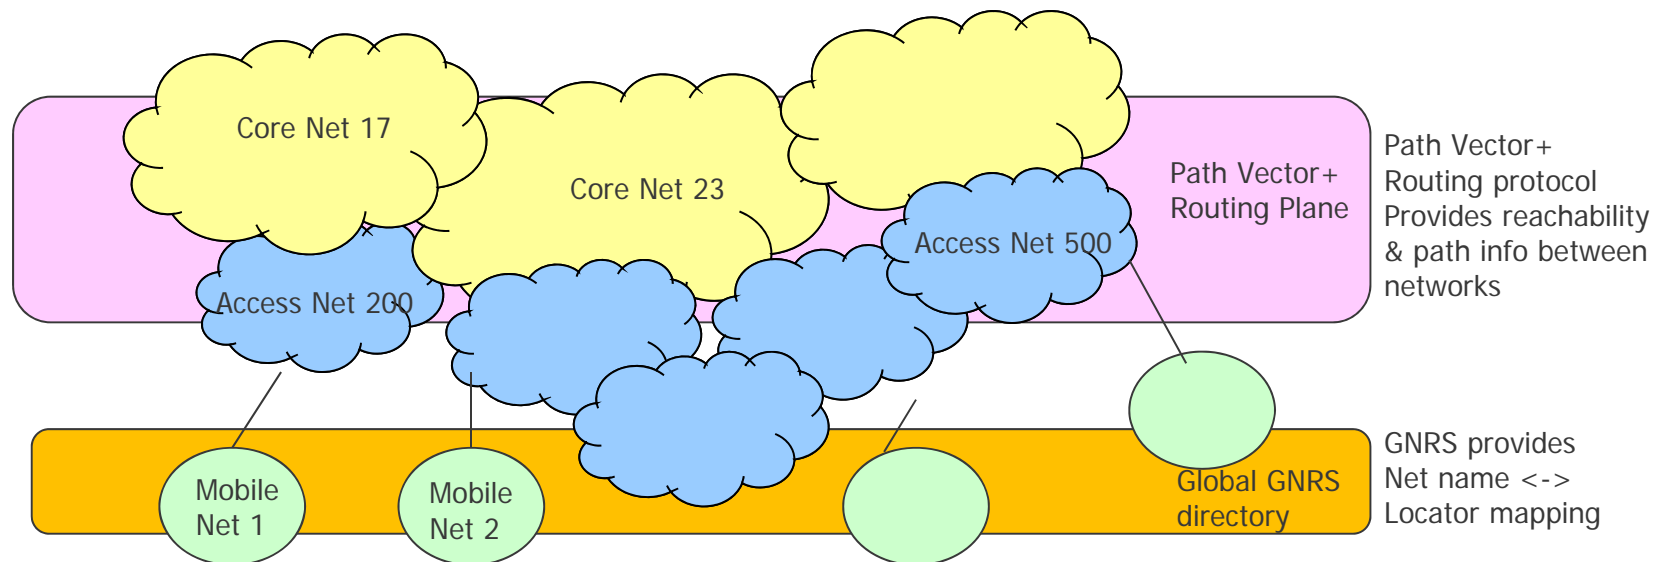 Core Net 17
Core Net 23
Path Vector+
Routing Plane
Path Vector+
Routing protocol
Provides reachability
& path info between
networks
Access Net 500
Access Net 200
Mobile
Net 1
Mobile
Net 2
Global GNRS
directory
GNRS provides
Net name <->
Locator mapping